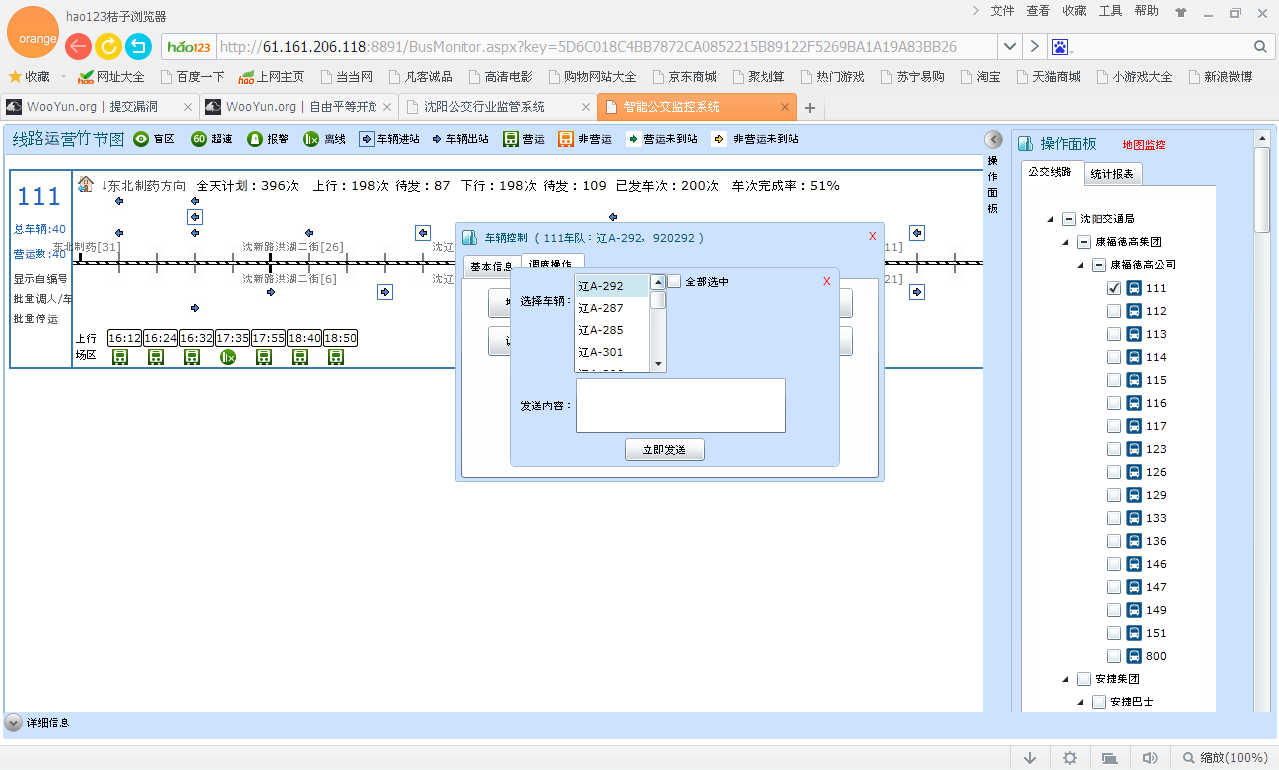 hao123桔子浏览器
文件 查看 收藏 工具 帮助
orange
hao123 http://61.161.206.118:8891/BusMonitor.aspx?key=5DCC018C4BB7872CA0852215B89122F5205BA1A19A83BB26
收藏 网址大全 百度一下 上网主页 当当网 凡客诚品 高清电影 购物网站大全 京东商城 聚划算 热门游戏 苏宁易购 淘宝 天猫商城 小游戏大全 新浪微博
WooYun.org | 提交漏洞
WooYun.org | 自由平等开放
沈阳公交行业监管系统
智能公交监控系统
线路运营竹节图 盲区 60 超速 报警 离线 车辆进站 车辆出站 营运 非营运 营运未到站 非营运未到站
操作面板
操作面板 地图监控
公交线路 统计报表
111
总车辆:40
营运数:40
显示自编号
批量调人/车
批量停运
↓东北制药方向 全天计划：396次 上行：198次 待发：87 下行：198次 待发：109 已发车次：200次 车次完成率：51%
东北制药[31] 沈新路洪湖二街[26] 沈辽 11]
沈新路洪湖二街[6] 沈辽 21]
上行 16:12 16:24 16:32 17:35 17:55 18:40 18:50
场区
车辆控制 ( 111车队：辽A-292，920292 ) X
基本信息 调度操作
选择车辆：
辽A-292
辽A-287
辽A-285
辽A-301
全部选中 X
发送内容：
立即发送
沈阳交通局
康福德高集团
康福德高公司
111
112
113
114
115
116
117
123
126
129
133
136
146
147
149
151
800
安捷集团
安捷巴士
详细信息
缩放(100%)